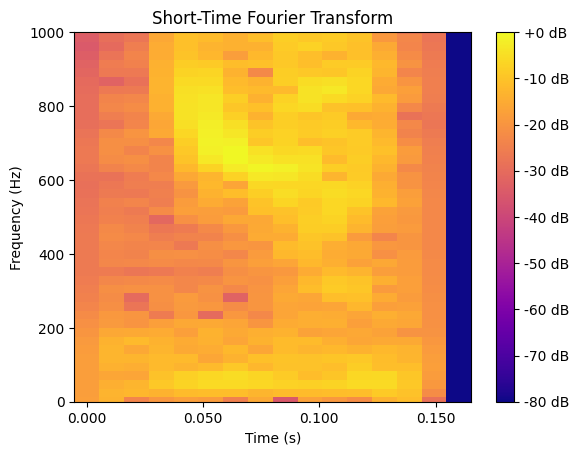 Short-Time Fourier Transform
1000
800
600
400
200
0
Frequency (Hz)
0.000
0.050
0.100
0.150
Time (s)
+0 dB
-10 dB
-20 dB
-30 dB
-40 dB
-50 dB
-60 dB
-70 dB
-80 dB